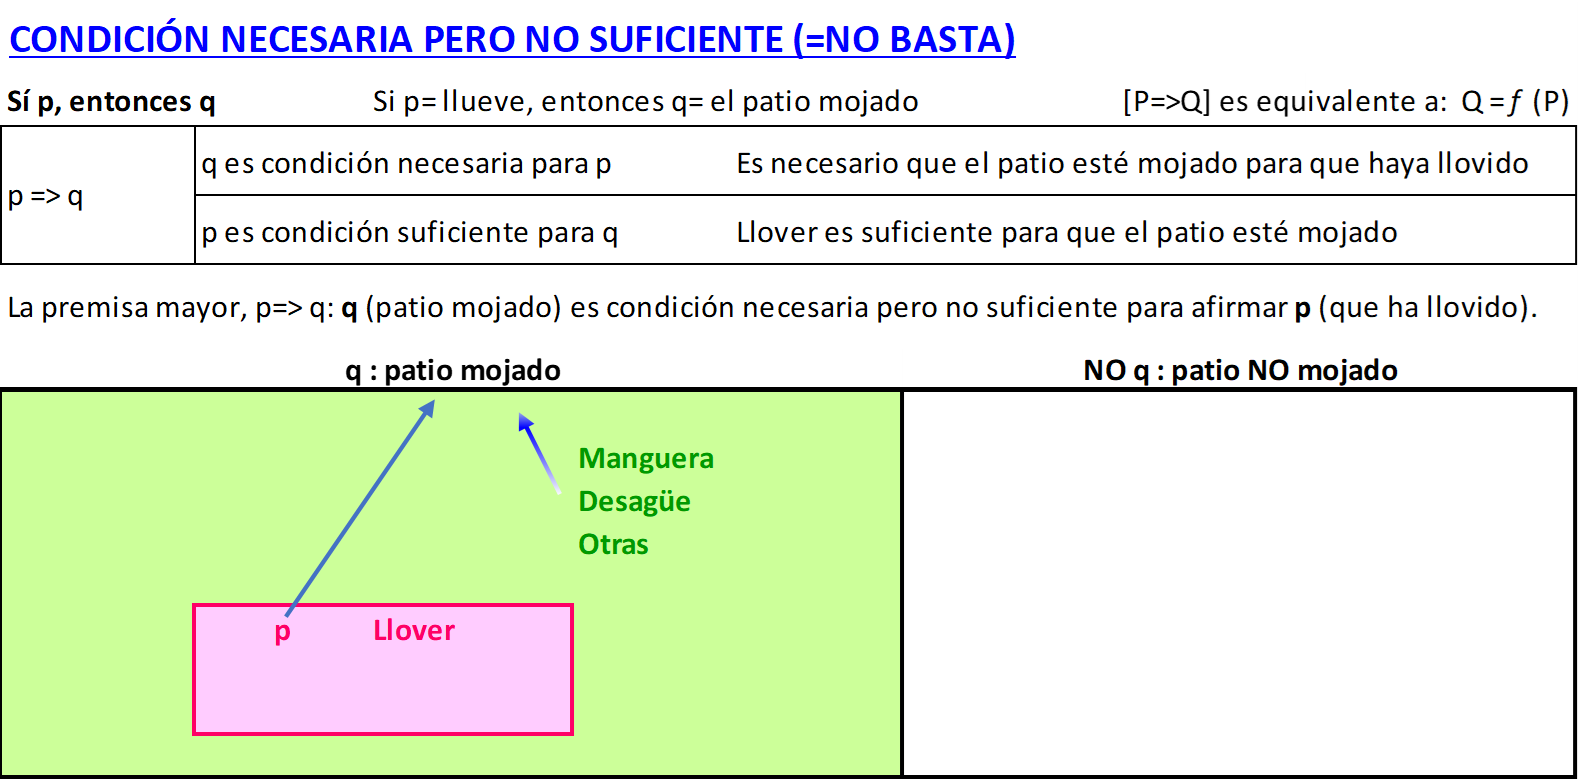 CONDICIÓN NECESARIA PERO NO SUFICIENTE (=NO BASTA)
Sí p, entonces q Si p= llueve, entonces q= el patio mojado [P=>Q] es equivalente a: Q = ƒ (P)
p => q
q es condición necesaria para p Es necesario que el patio esté mojado para que haya llovido
p es condición suficiente para q Llover es suficiente para que el patio esté mojado
La premisa mayor, p=> q: q (patio mojado) es condición necesaria pero no suficiente para afirmar p (que ha llovido).
q : patio mojado NO q : patio NO mojado
Manguera
Desagüe
Otras
p Llover